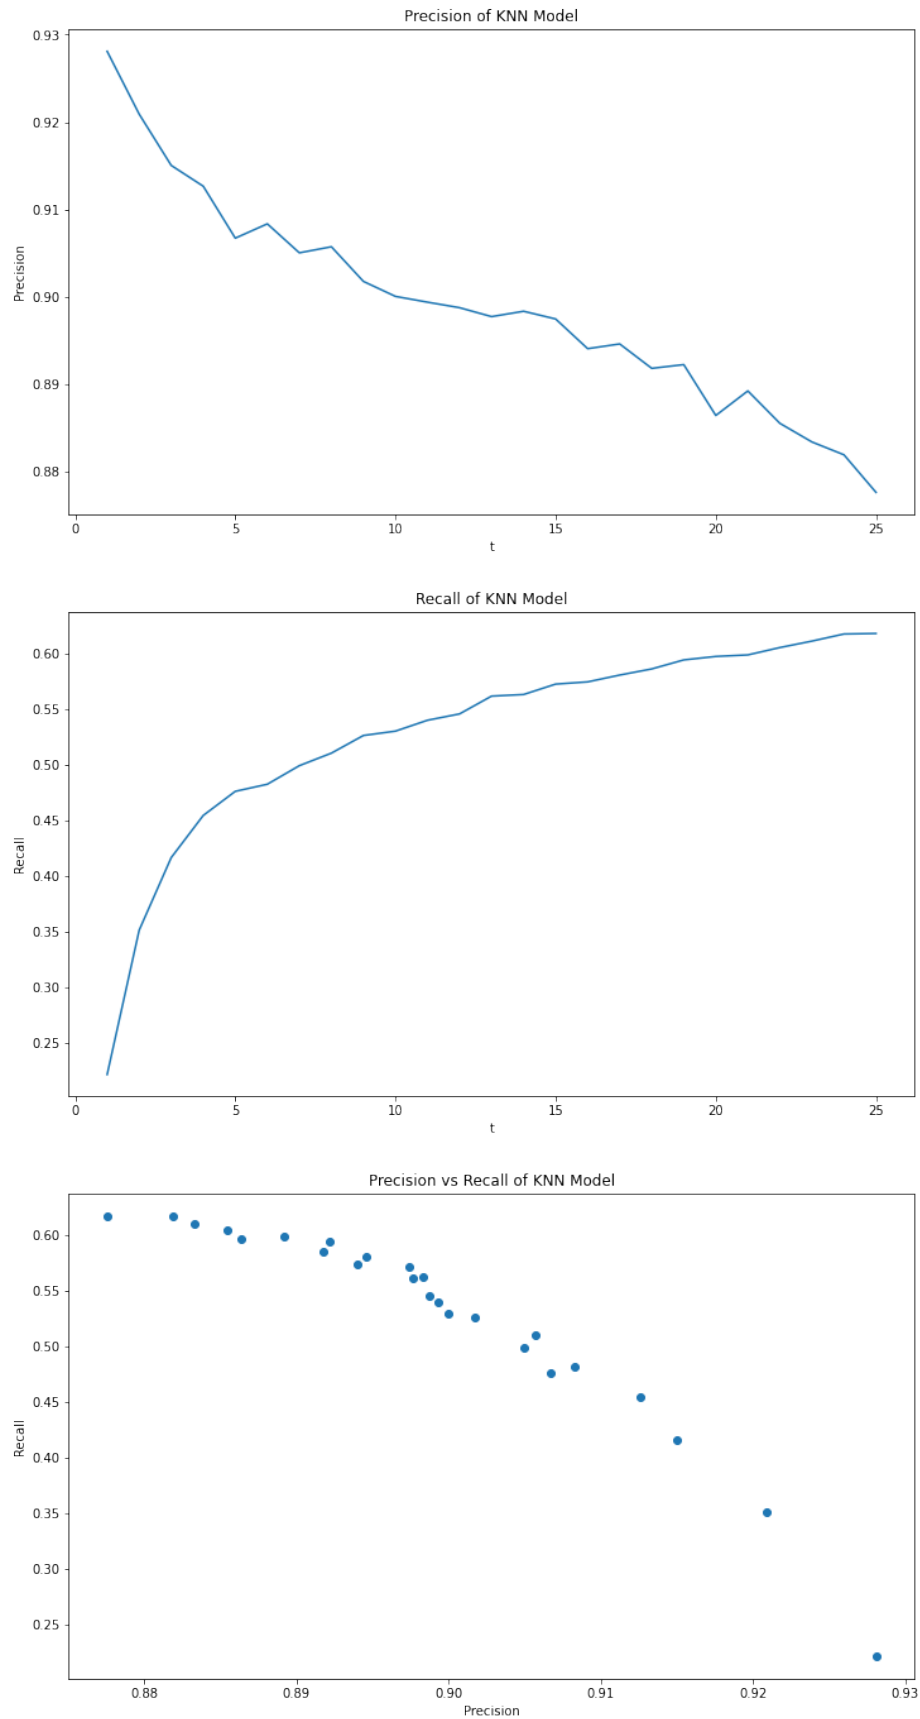 Precision of KNN Model
0.93
0.92
0.91
0.90
0.89
0.88
Precision
0 5 10 15 20 25
t
Recall of KNN Model
0.60
0.55
0.50
0.45
0.40
0.35
0.30
0.25
Recall
0 5 10 15 20 25
t
Precision vs Recall of KNN Model
0.60
0.55
0.50
0.45
0.40
0.35
0.30
0.25
Recall
0.88 0.89 0.90 0.91 0.92 0.93
Precision